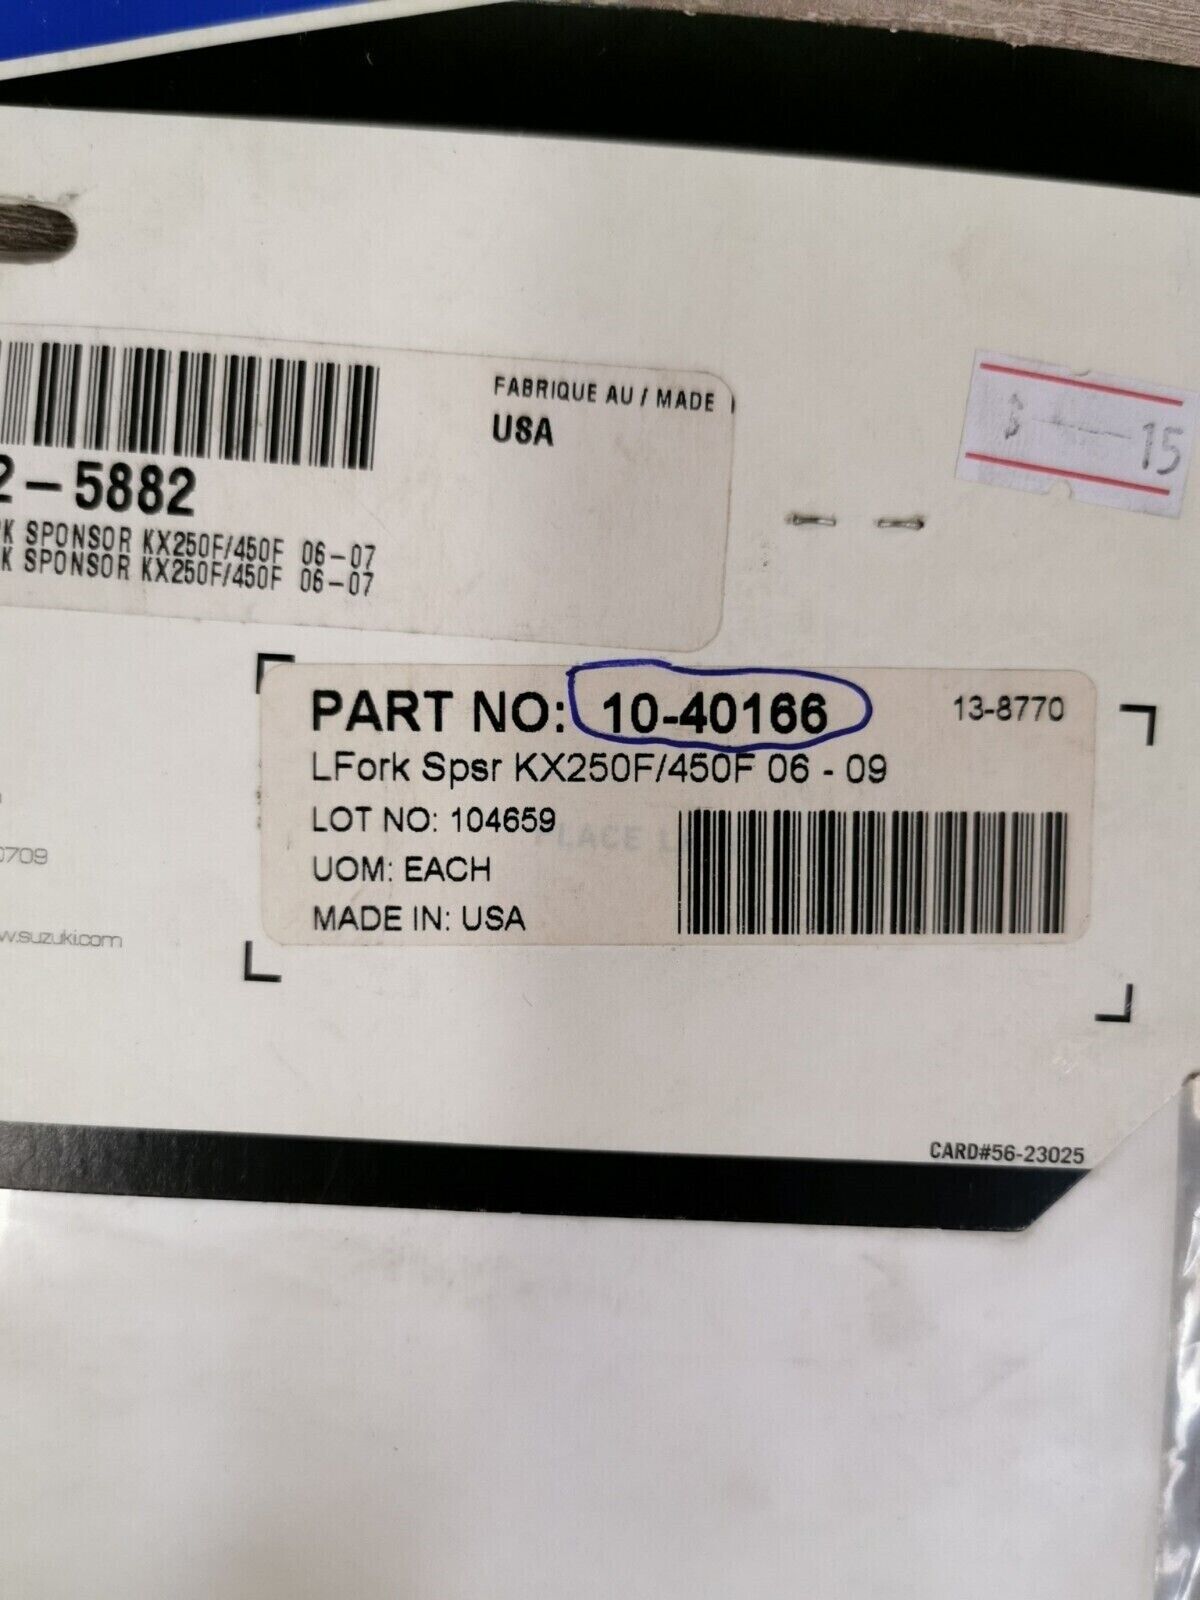 FABRIQUE AU / MADE
USA
$ 15
2-5882
K SPONSOR KX250F/450F 06-07
K SPONSOR KX250F/450F 06-07
PART NO: 10-40166 13-8770
LFork Spsr KX250F/450F 06 - 09
LOT NO: 104659
PLACE L
UOM: EACH
MADE IN: USA
0709
w.suzuki.com
CARD#56-23025